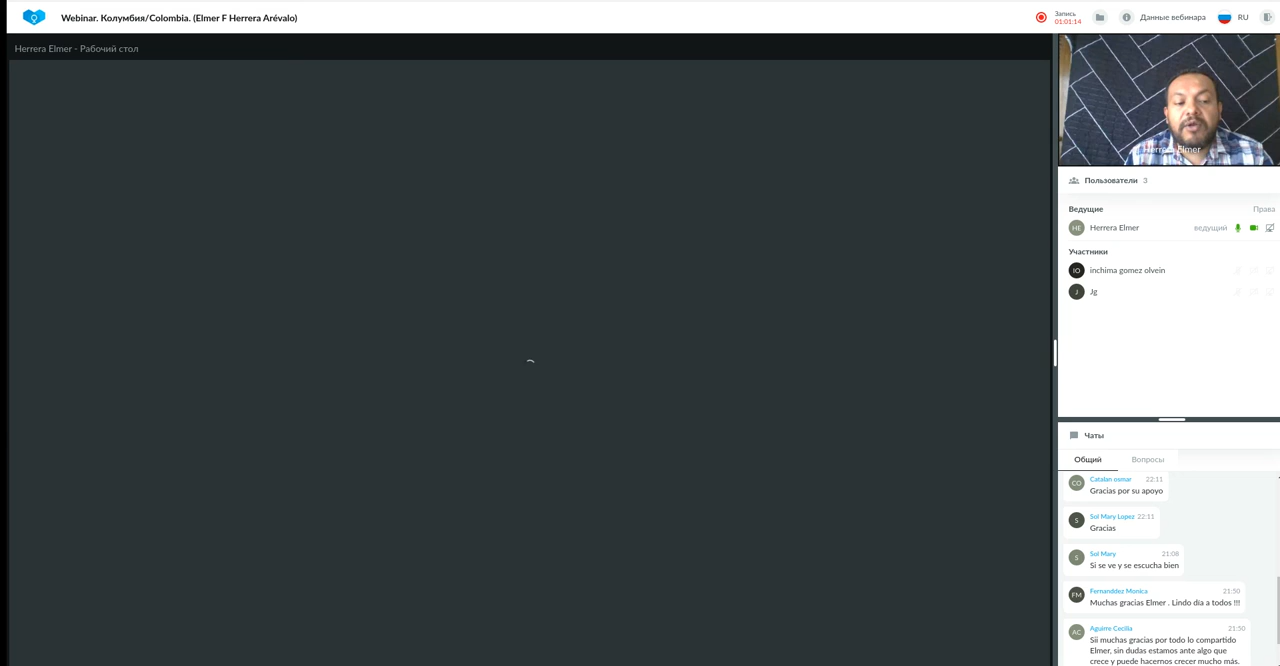 Webinar. Колумбия/Colombia. (Elmer F Herrera Arévalo)
Запись
01:01:14
Данные вебинара
RU
Herrera Elmer - Рабочий стол
Herrera Elmer
Пользователи 3
Ведущие
Права
HE
Herrera Elmer
ведущий
Участники
IO
inchima gomez olvein
J
Jg
Чаты
Общий
Вопросы
CO
Catalan osmar 22:11
Gracias por su apoyo
S
Sol Mary Lopez 22:11
Gracias
S
Sol Mary 21:08
Si se ve y se escucha bien
FM
Fernanddez Monica 21:50
Muchas gracias Elmer . Lindo día a todos !!!
AC
Aguirre Cecilia 21:50
Sii muchas gracias por todo lo compartido
Elmer, sin dudas estamos ante algo que
crece y puede hacernos crecer mucho más.